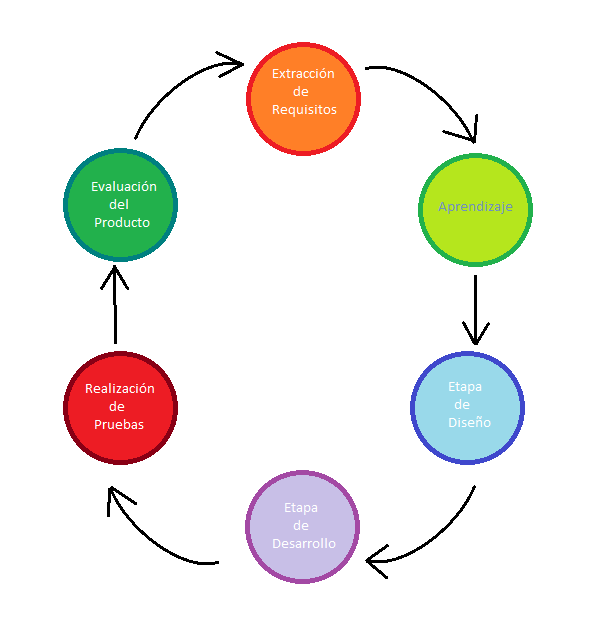 Extracción
de
Requisitos
Aprendizaje
Etapa
de
Diseño
Etapa
de
Desarrollo
Realización
de
Pruebas
Evaluación
del
Producto